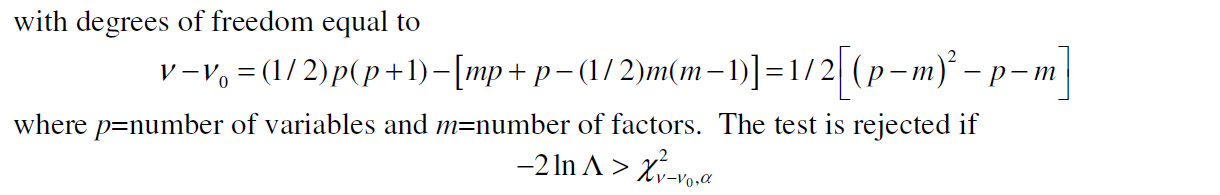 with degrees of freedom equal to
ν − ν₀ = (1/2)p(p+1) − [mp + p − (1/2)m(m−1)] = 1/2[(p−m)² − p − m]
where p=number of variables and m=number of factors. The test is rejected if
−2 ln Λ > χ²_{ν−ν₀,α}